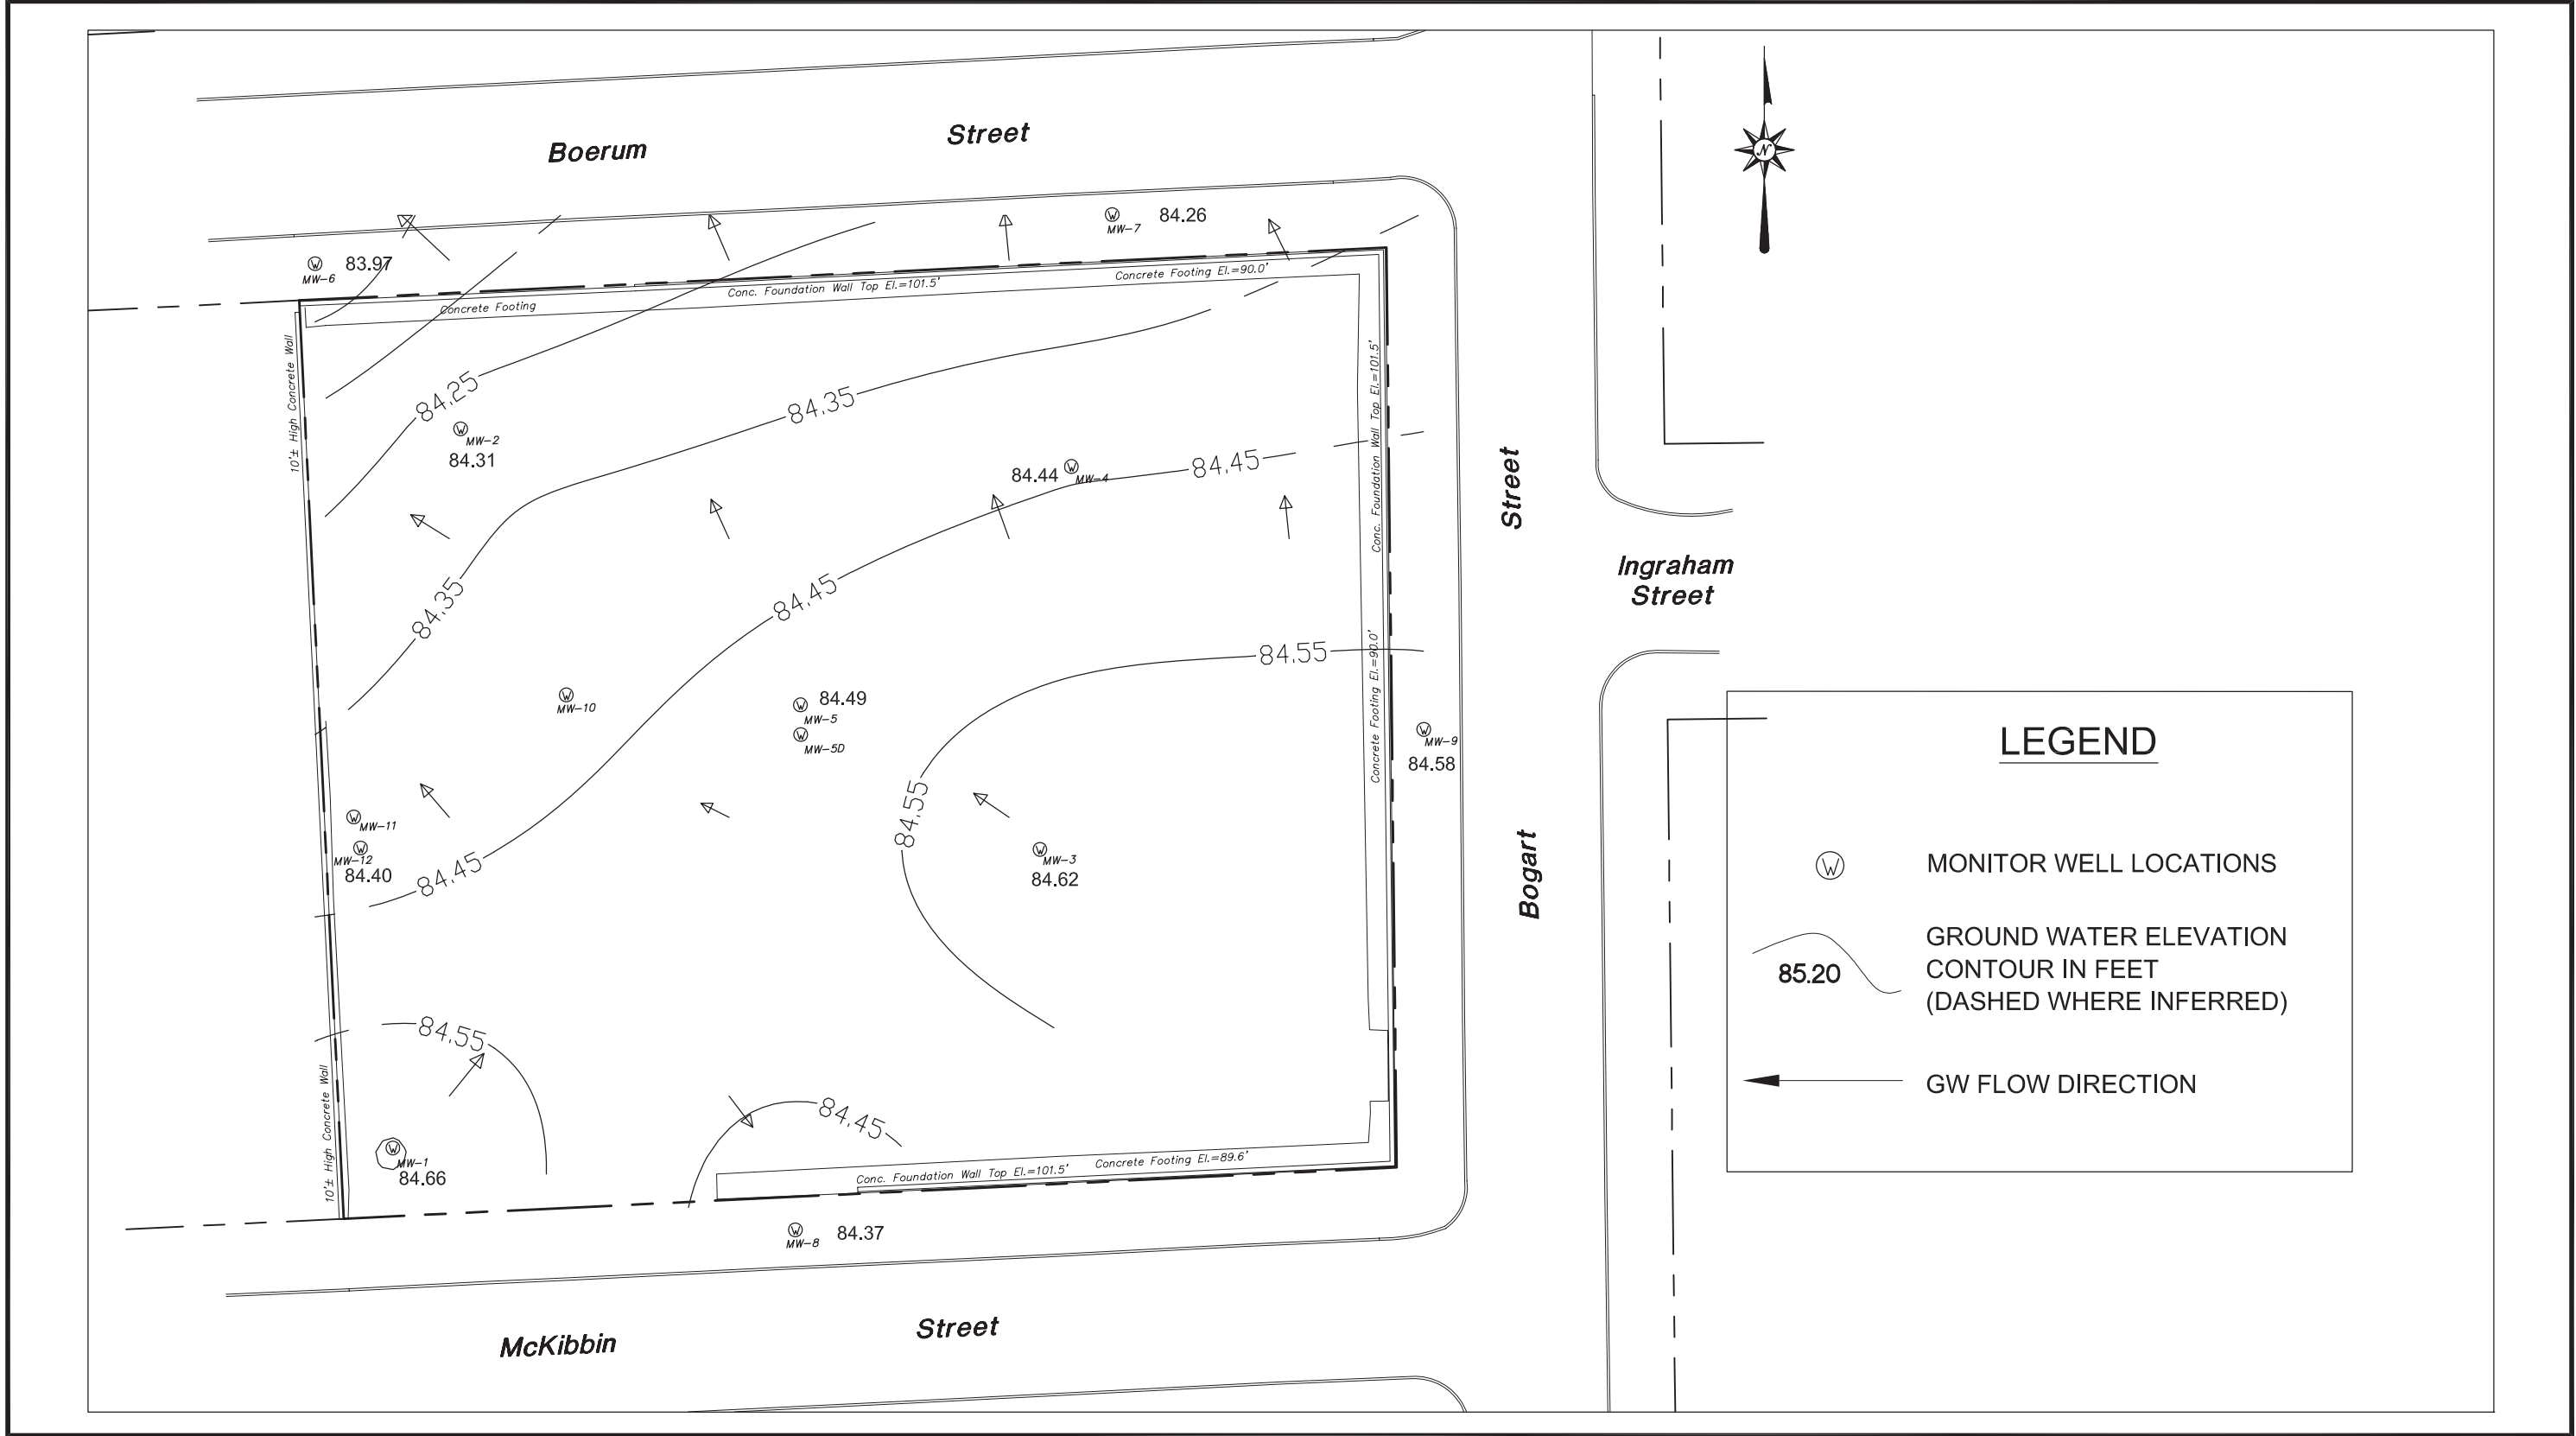 Boerum Street
N
MW-7 84.26
MW-6 83.97
Concrete Footing El.=90.0'
Conc. Foundation Wall Top El.=101.5'
Concrete Footing
10'± High Concrete Wall
Conc. Foundation Wall Top El.=101.5'
84.25
84.35
MW-2
84.31
84.44 MW-4
84.45
Street
Ingraham
Street
84.35
84.45
84.55
Concrete Footing El.=90.0'
MW-10
84.49
MW-5
MW-5D
MW-9
84.58
84.55
MW-11
MW-12
84.40
84.45
MW-3
84.62
Bogart
84.55
84.45
10'± High Concrete Wall
MW-1
84.66
Conc. Foundation Wall Top El.=101.5'
Concrete Footing El.=89.6'
MW-8 84.37
McKibbin Street
LEGEND
W MONITOR WELL LOCATIONS
85.20
GROUND WATER ELEVATION
CONTOUR IN FEET
(DASHED WHERE INFERRED)
GW FLOW DIRECTION